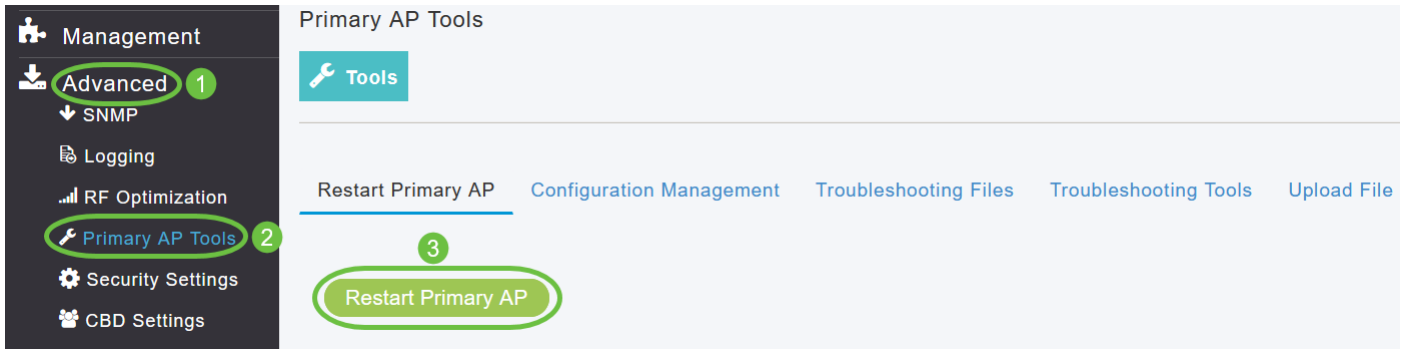 Management
Advanced 1
SNMP
Logging
RF Optimization
Primary AP Tools 2
Security Settings
CBD Settings
Primary AP Tools
Tools
Restart Primary AP Configuration Management Troubleshooting Files Troubleshooting Tools Upload File
3
Restart Primary AP